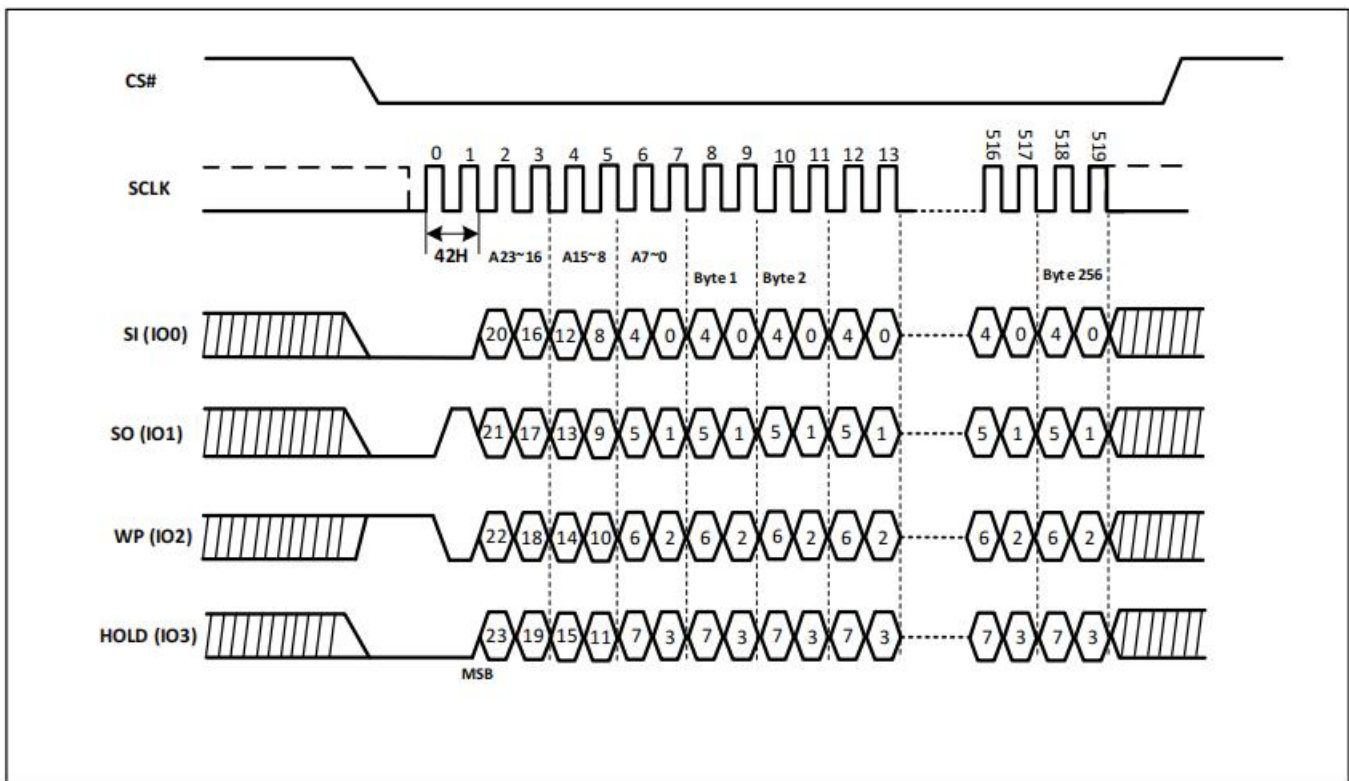 CS#
0 1 2 3 4 5 6 7 8 9 10 11 12 13 516 517 518 519
SCLK
42H A23~16 A15~8 A7~0
Byte 1 Byte 2 Byte 256
SI (IO0) 20 16 12 8 4 0 4 0 4 0 4 0 4 0 4 0
SO (IO1) 21 17 13 9 5 1 5 1 5 1 5 1 5 1 5 1
WP (IO2) 22 18 14 10 6 2 6 2 6 2 6 2 6 2 6 2
HOLD (IO3) 23 19 15 11 7 3 7 3 7 3 7 3 7 3 7 3
MSB